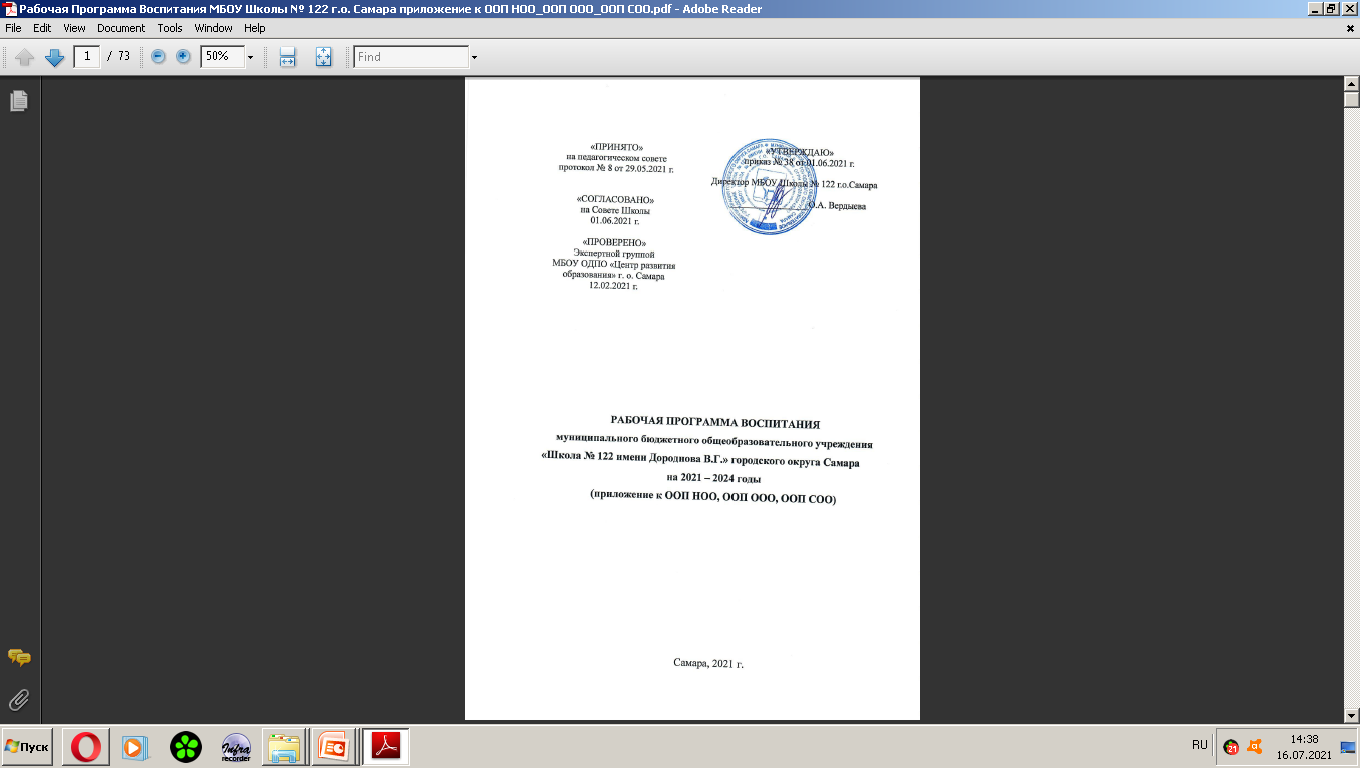 Рабочая Программа Воспитания МБОУ Школы № 122 г.о. Самара приложение к ООП НОО_ООП ООО_ООП СОО.pdf - Adobe Reader
File Edit View Document Tools Window Help
1 / 73 50% Find
«ПРИНЯТО»
на педагогическом совете
протокол № 8 от 29.05.2021 г.
«СОГЛАСОВАНО»
на Совете Школы
01.06.2021 г.
«ПРОВЕРЕНО»
Экспертной группой
МБОУ ОДПО «Центр развития
образования» г. о. Самара
12.02.2021 г.
«УТВЕРЖДАЮ»
приказ № 38 от 01.06.2021 г.
Директор МБОУ Школы № 122 г.о.Самара
О.А. Вердыева
РАБОЧАЯ ПРОГРАММА ВОСПИТАНИЯ
муниципального бюджетного общеобразовательного учреждения
«Школа № 122 имени Дороднова В.Г.» городского округа Самара
на 2021 – 2024 годы
(приложение к ООП НОО, ООП ООО, ООП СОО)
Самара, 2021 г.
Пуск
Infra
recorder
RU
21
14:38
16.07.2021